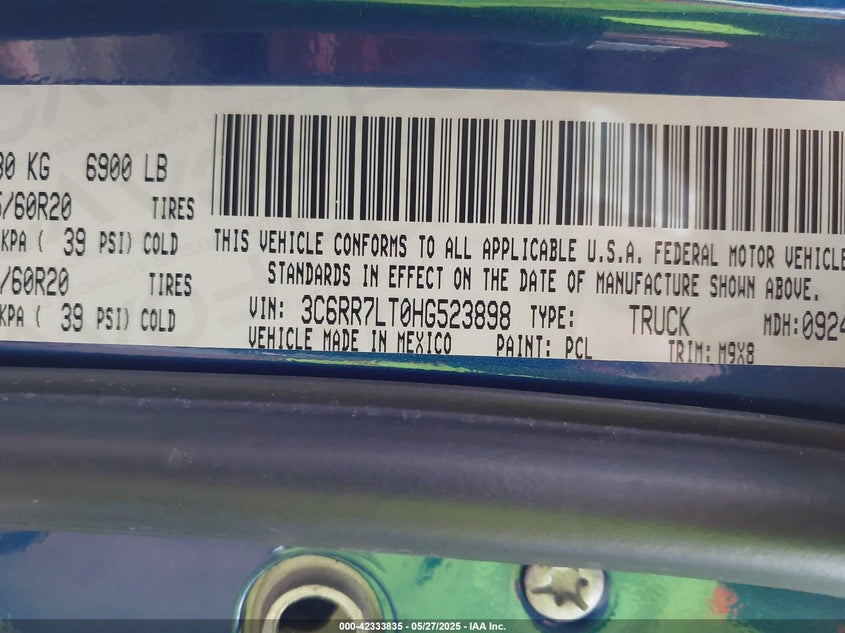 80 KG 6900 LB
/60R20 TIRES
KPA ( 39 PSI) COLD
/60R20 TIRES
KPA ( 39 PSI) COLD
THIS VEHICLE CONFORMS TO ALL APPLICABLE U.S.A. FEDERAL MOTOR VEHICLE
STANDARDS IN EFFECT ON THE DATE OF MANUFACTURE SHOWN ABOVE.
VIN: 3C6RR7LT0HG523898 TYPE: TRUCK MDH:0924
VEHICLE MADE IN MEXICO PAINT: PCL TRIM: M9X8
000-42333835 - 05/27/2025 - IAA Inc.